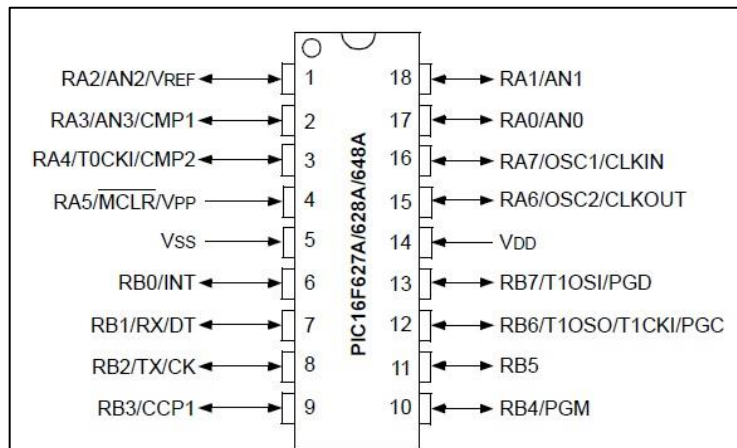 RA2/AN2/VREF 1
RA3/AN3/CMP1 2
RA4/T0CKI/CMP2 3
RA5/MCLR/VPP 4
VSS 5
RB0/INT 6
RB1/RX/DT 7
RB2/TX/CK 8
RB3/CCP1 9
PIC16F627A/628A/648A
18 RA1/AN1
17 RA0/AN0
16 RA7/OSC1/CLKIN
15 RA6/OSC2/CLKOUT
14 VDD
13 RB7/T1OSI/PGD
12 RB6/T1OSO/T1CKI/PGC
11 RB5
10 RB4/PGM